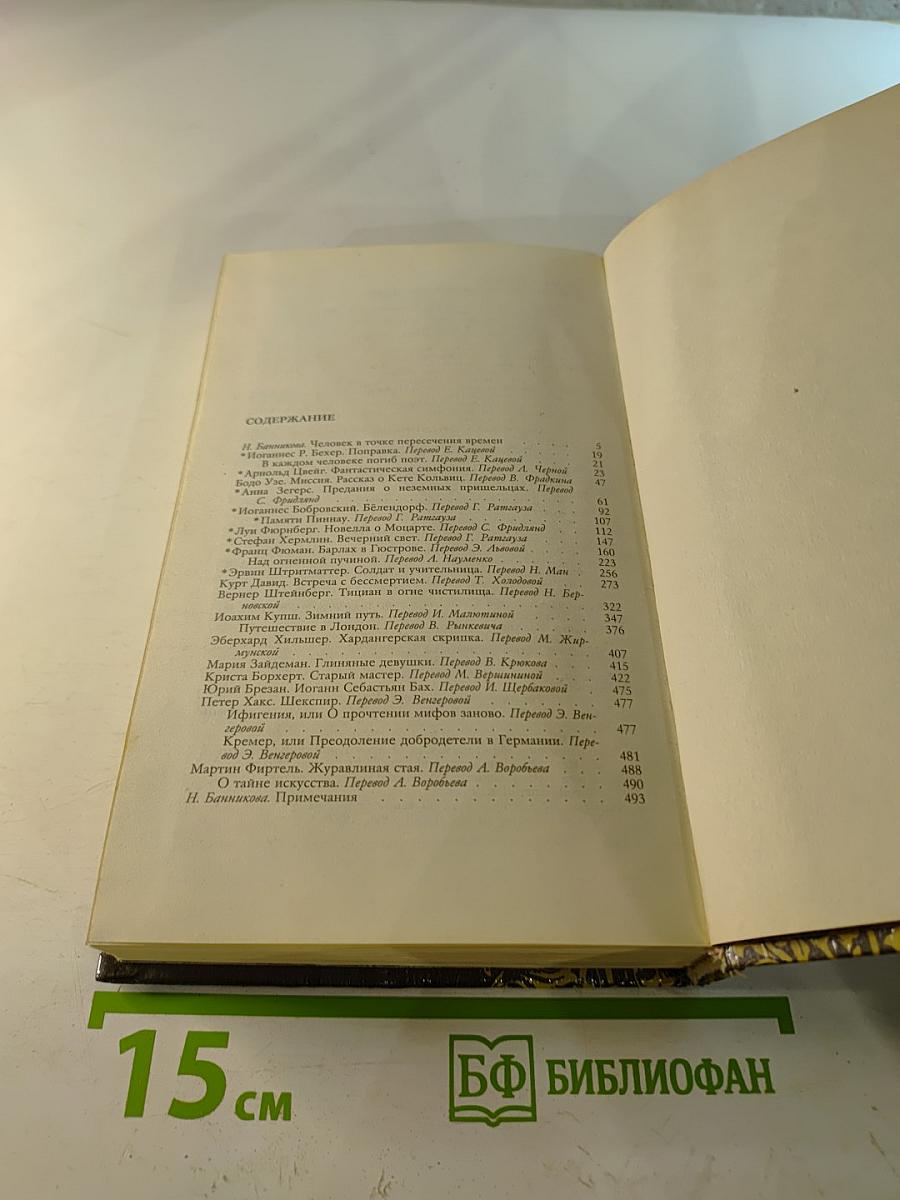 СОДЕРЖАНИЕ
Н. Банникова. Человек в точке пересечения времен . . . . 5
*Иоганнес Р. Бехер. Поправка. Перевод Е. Кацевой . . . . 19
В каждом человеке погиб поэт. Перевод Е. Кацевой . . . . 21
*Арнольд Цвейг. Фантастическая симфония. Перевод А. Черной 23
Бодо Узе. Миссия. Рассказ о Кете Кольвиц. Перевод В. Фрадкина 47
*Анна Зегерс. Предания о неземных пришельцах. Перевод
С. Фридлянд . . . . 61
*Иоганнес Бобровский. Бёлендорф. Перевод Г. Ратгауза . . . 92
*Памяти Пиннау. Перевод Г. Ратгауза . . . . 107
*Луи Фюрнберг. Новелла о Моцарте. Перевод С. Фридлянд . . 112
*Стефан Хермлин. Вечерний свет. Перевод Г. Ратгауза . . . 147
*Франц Фюман. Барлах в Гюстрове. Перевод Э. Львовой . . . . 160
Над огненной пучиной. Перевод А. Науменко . . . . 223
*Эрвин Штритматтер. Солдат и учительница. Перевод Н. Ман . 256
Курт Давид. Встреча с бессмертием. Перевод Т. Холодовой . . 273
Вернер Штейнберг. Тициан в огне чистилища. Перевод Н. Бер-
новской . . . . 322
Иоахим Купш. Зимний путь. Перевод И. Малютиной . . . . 347
Путешествие в Лондон. Перевод В. Рынкевича . . . . 376
Эберхард Хильшер. Хардангерская скрипка. Перевод М. Жир-
мунской . . . . 407
Мария Зайдеман. Глиняные девушки. Перевод В. Крюкова . . . 415
Криста Борхерт. Старый мастер. Перевод М. Вершининой . . . 422
Юрий Брезан. Иоганн Себастьян Бах. Перевод И. Щербаковой . 475
Петер Хакс. Шекспир. Перевод Э. Венгеровой . . . . 477
Ифигения, или О прочтении мифов заново. Перевод Э. Вен-
геровой . . . . 477
Кремер, или Преодоление добродетели в Германии. Пере-
вод Э. Венгеровой . . . . 481
Мартин Фиртель. Журавлиная стая. Перевод А. Воробьева . . . 488
О тайне искусства. Перевод А. Воробьева . . . . 490
Н. Банникова. Примечания . . . . 493
15 см
БФ БИБЛИОФАН